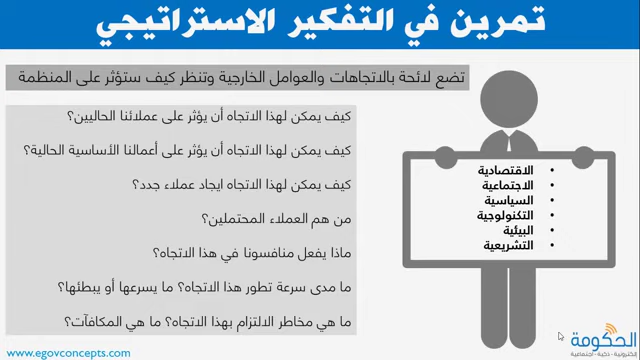 تمرين في التفكير الاستراتيجي
تضع لائحة بالاتجاهات والعوامل الخارجية وتنظر كيف ستؤثر على المنظمة
كيف يمكن لهذا الاتجاه أن يؤثر على عملائنا الحاليين؟
كيف يمكن لهذا الاتجاه أن يؤثر على أعمالنا الأساسية الحالية؟
كيف يمكن لهذا الاتجاه ايجاد عملاء جدد؟
من هم العملاء المحتملين؟
ماذا يفعل منافسونا في هذا الاتجاه؟
ما مدى سرعة تطور هذا الاتجاه؟ ما يسرعها أو يبطئها؟
ما هي مخاطر الالتزام بهذا الاتجاه؟ ما هي المكافآت؟
• الاقتصادية
• الاجتماعية
• السياسية
• التكنولوجية
• البيئية
• التشريعية
الحكومة
إلكترونية - ذكية - اجتماعية
www.egovconcepts.com